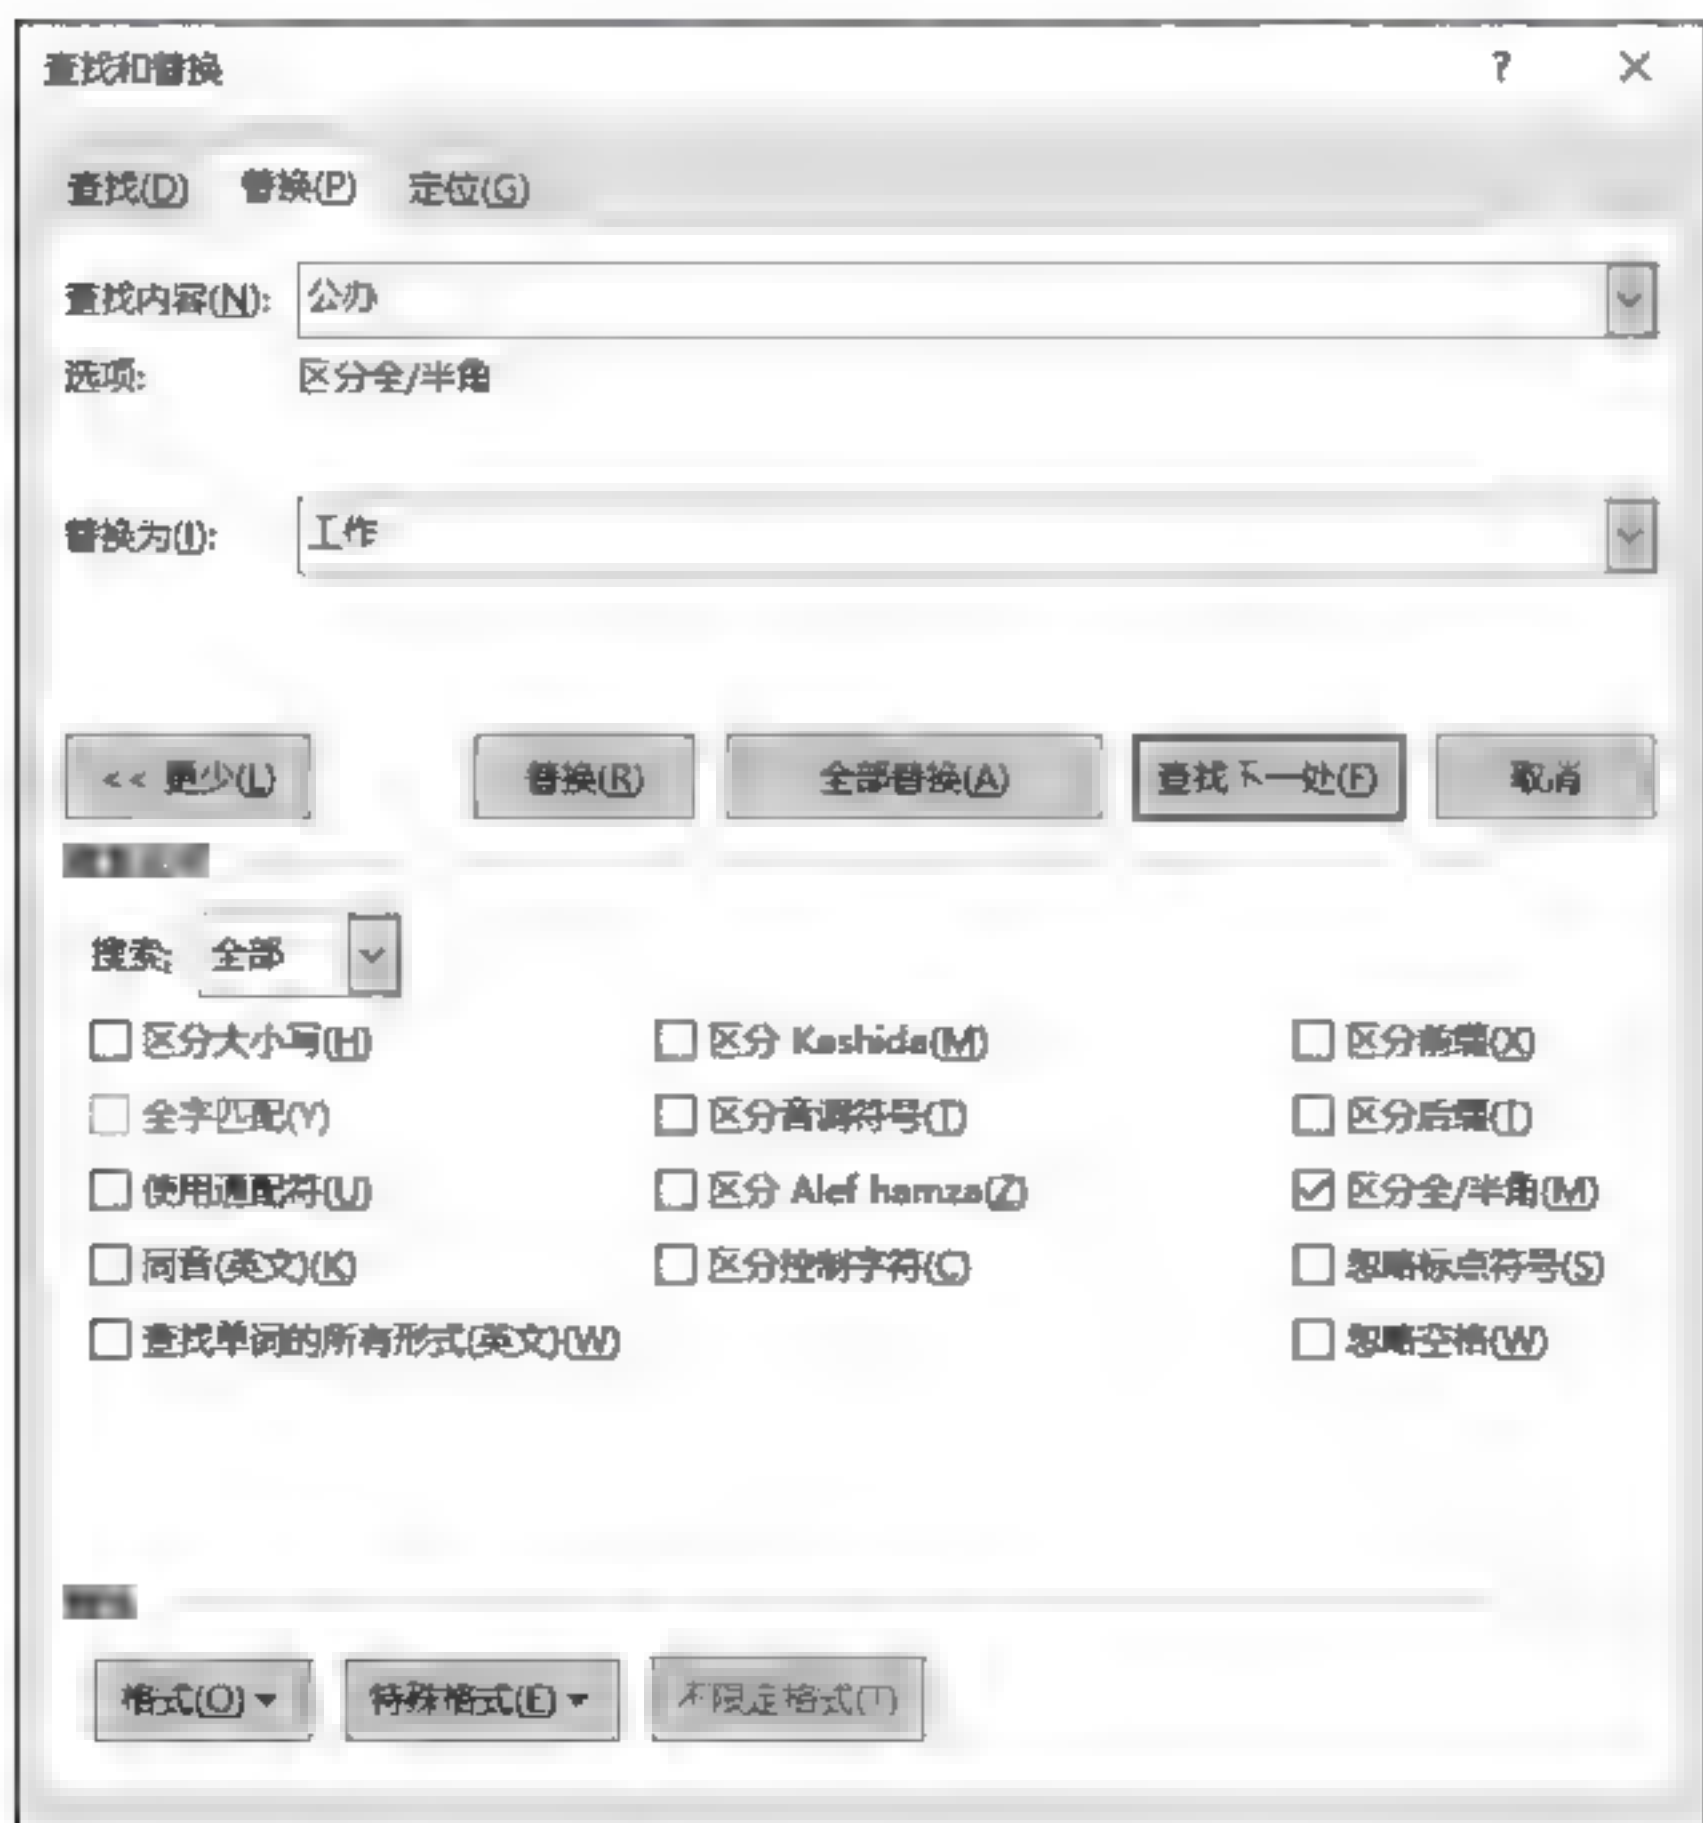 查找和替换 ? ×
查找(D) 替换(P) 定位(G)
查找内容(N): 公办
选项: 区分全/半角
替换为(I): 工作
<< 更少(L) 替换(R) 全部替换(A) 查找下一处(F) 取消
搜索: 全部
区分大小写(H) 区分 Kashida(M) 区分前缀(X)
全字匹配(Y) 区分音调符号(T) 区分后缀(T)
使用通配符(U) 区分 Alef hamza(Z) 区分全/半角(M)
同音(英文)(K) 区分控制字符(C) 忽略标点符号(S)
查找单词的所有形式(英文)(W) 忽略空格(W)
格式(O) 特殊格式(E) 不限定格式(T)